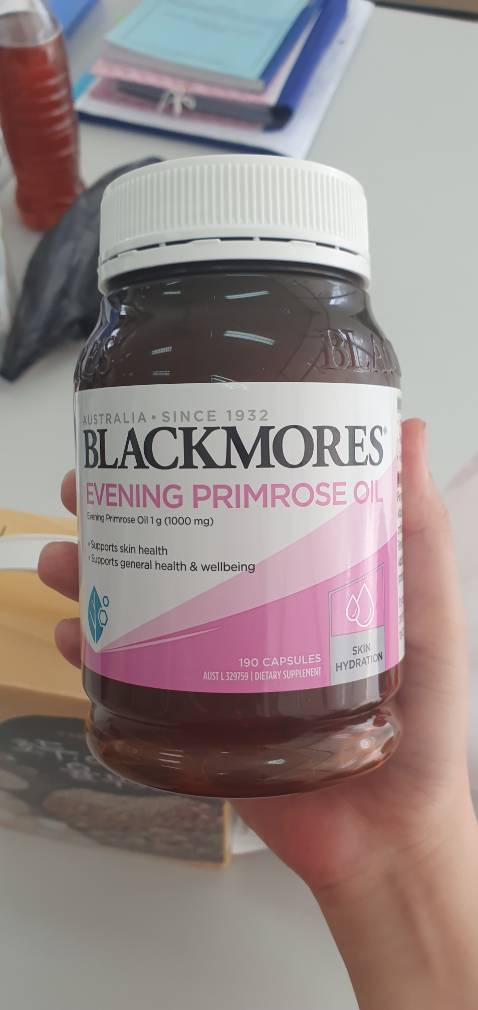 BLA
AUSTRALIA • SINCE 1932
BLACKMORES®
EVENING PRIMROSE OIL
Evening Primrose Oil 1 g (1000 mg)
• Supports skin health
• Supports general health & wellbeing
190 CAPSULES
AUST L 329759 | DIETARY SUPPLEMENT
SKIN
HYDRATION